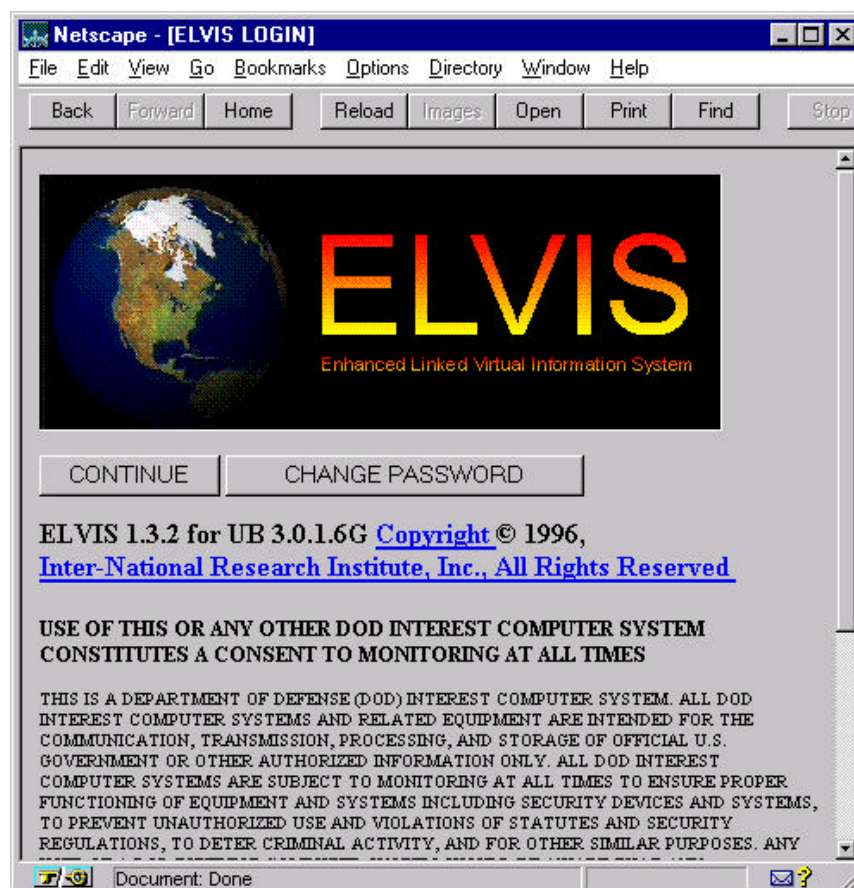 Netscape - [ELVIS LOGIN]
File Edit View Go Bookmarks Options Directory Window Help
Back Forward Home Reload Images Open Print Find Stop
ELVIS
Enhanced Linked Virtual Information System
CONTINUE CHANGE PASSWORD
ELVIS 1.3.2 for UB 3.0.1.6G Copyright © 1996,
Inter-National Research Institute, Inc., All Rights Reserved
USE OF THIS OR ANY OTHER DOD INTEREST COMPUTER SYSTEM
CONSTITUTES A CONSENT TO MONITORING AT ALL TIMES
THIS IS A DEPARTMENT OF DEFENSE (DOD) INTEREST COMPUTER SYSTEM. ALL DOD
INTEREST COMPUTER SYSTEMS AND RELATED EQUIPMENT ARE INTENDED FOR THE
COMMUNICATION, TRANSMISSION, PROCESSING, AND STORAGE OF OFFICIAL U.S.
GOVERNMENT OR OTHER AUTHORIZED INFORMATION ONLY. ALL DOD INTEREST
COMPUTER SYSTEMS ARE SUBJECT TO MONITORING AT ALL TIMES TO ENSURE PROPER
FUNCTIONING OF EQUIPMENT AND SYSTEMS INCLUDING SECURITY DEVICES AND SYSTEMS,
TO PREVENT UNAUTHORIZED USE AND VIOLATIONS OF STATUTES AND SECURITY
REGULATIONS, TO DETER CRIMINAL ACTIVITY, AND FOR OTHER SIMILAR PURPOSES. ANY
Document: Done